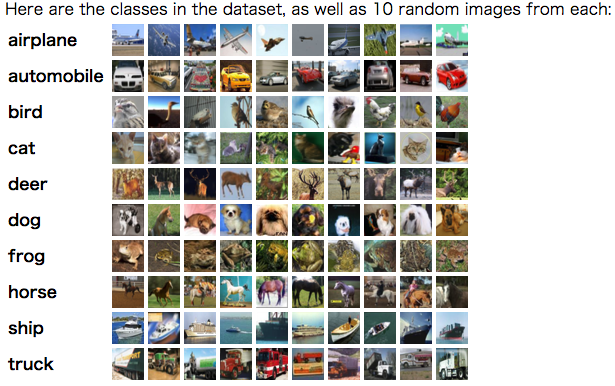 Here are the classes in the dataset, as well as 10 random images from each:
airplane
automobile
bird
cat
deer
dog
frog
horse
ship
truck